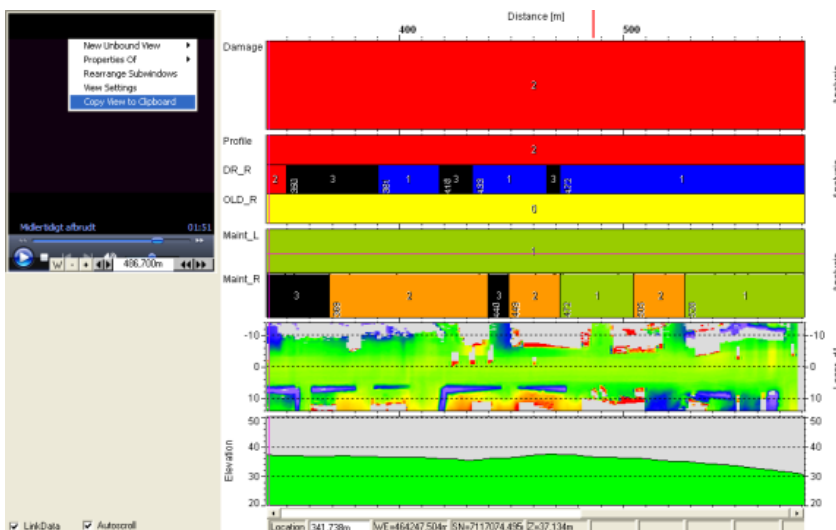 New Unbound View
Properties Of
Rearrange Subwindows
View Settings
Copy View to Clipboard
Midlertidigt afbrudt 01:51
W - + 486,700m
Distance [m]
400 500
Damage
2
Profile
2
DR_R
2 3 1 3 1 3 1
OLD_R
Maint_L
1
Maint_R
3 2 3 2 1 2 1
-10 -10
0 0
10 10
Elevation
50 50
40 40
30 30
20 20
LinkData Autoscroll
Location 341,738m WE=464247,504m SN=7117074,495 Z=37,134m